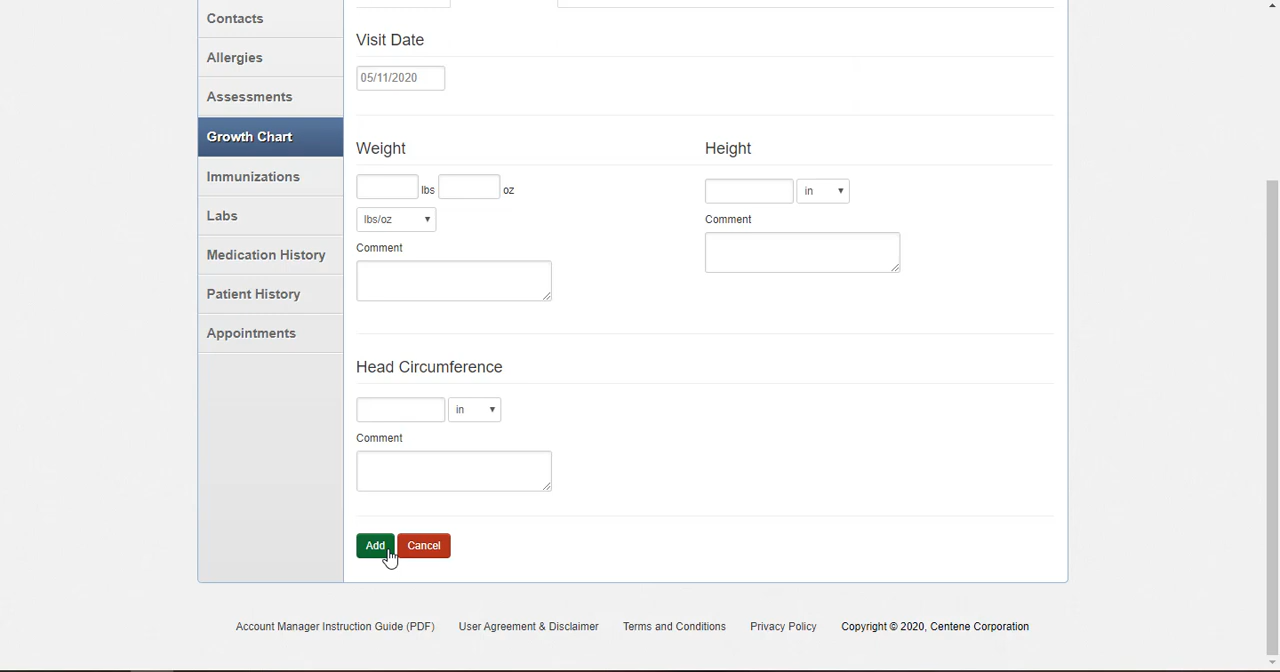 Contacts
Allergies
Assessments
Growth Chart
Immunizations
Labs
Medication History
Patient History
Appointments
Visit Date
05/11/2020
Weight
lbs oz
lbs/oz
Comment
Height
in
Comment
Head Circumference
in
Comment
Add Cancel
Account Manager Instruction Guide (PDF) User Agreement & Disclaimer Terms and Conditions Privacy Policy Copyright © 2020, Centene Corporation